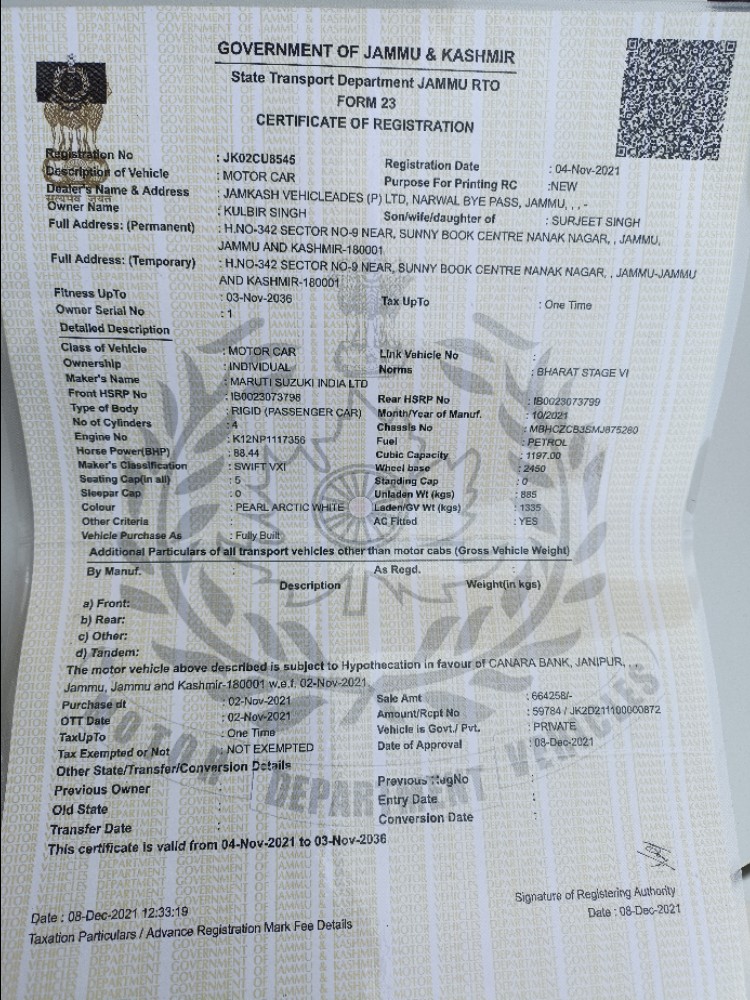 GOVERNMENT OF JAMMU & KASHMIR
State Transport Department JAMMU RTO
FORM 23
CERTIFICATE OF REGISTRATION
सत्यमेव जयते
Registration No : JK02CU8545 Registration Date : 04-Nov-2021
Description of Vehicle : MOTOR CAR Purpose For Printing RC :NEW
Dealer's Name & Address : JAMKASH VEHICLEADES (P) LTD, NARWAL BYE PASS, JAMMU, , , -
Owner Name : KULBIR SINGH Son/wife/daughter of : SURJEET SINGH
Full Address: (Permanent) : H.NO-342 SECTOR NO-9 NEAR, SUNNY BOOK CENTRE NANAK NAGAR, , JAMMU,
JAMMU AND KASHMIR-180001
Full Address: (Temporary) : H.NO-342 SECTOR NO-9 NEAR, SUNNY BOOK CENTRE NANAK NAGAR, , JAMMU-JAMMU
AND KASHMIR-180001
Fitness UpTo : 03-Nov-2036 Tax UpTo : One Time
Owner Serial No : 1
Detailed Description
Class of Vehicle : MOTOR CAR Link Vehicle No :
Ownership : INDIVIDUAL Norms : BHARAT STAGE VI
Maker's Name : MARUTI SUZUKI INDIA LTD
Front HSRP No : IB0023073798 Rear HSRP No : IB0023073799
Type of Body : RIGID (PASSENGER CAR) Month/Year of Manuf. : 10/2021
No of Cylinders : 4 Chassis No : MBHCZCB3SMJ875260
Engine No : K12NP1117356 Fuel : PETROL
Horse Power(BHP) : 88.44 Cubic Capacity : 1197.00
Maker's Classification : SWIFT VXI Wheel base : 2450
Seating Cap(in all) : 5 Standing Cap : 0
Sleepar Cap : 0 Unladen Wt (kgs) : 885
Colour : PEARL ARCTIC WHITE Laden/GV Wt (kgs) : 1335
Other Criteria : AC Fitted : YES
Vehicle Purchase As : Fully Built
Additional Particulars of all transport vehicles other than motor cabs (Gross Vehicle Weight)
By Manuf. : As Regd. :
Description Weight(in kgs)
a) Front:
b) Rear:
c) Other:
d) Tandem:
The motor vehicle above described is subject to Hypothecation in favour of CANARA BANK, JANIPUR, , ,
Jammu, Jammu and Kashmir-180001 w.e.f. 02-Nov-2021
Purchase dt : 02-Nov-2021 Sale Amt : 664258/-
OTT Date : 02-Nov-2021 Amount/Rcpt No : 59784 / JK2D211100000872
TaxUpTo : One Time Vehicle is Govt./ Pvt. : PRIVATE
Tax Exempted or Not : NOT EXEMPTED Date of Approval : 08-Dec-2021
Other State/Transfer/Conversion Details
Previous Owner : Previous RegNo :
Old State : Entry Date :
Transfer Date : Conversion Date :
This certificate is valid from 04-Nov-2021 to 03-Nov-2036
MOTOR VEHICLES DEPARTMENT
Signature of Registering Authority
Date : 08-Dec-2021 12:33:19 Date : 08-Dec-2021
Taxation Particulars / Advance Registration Mark Fee Details